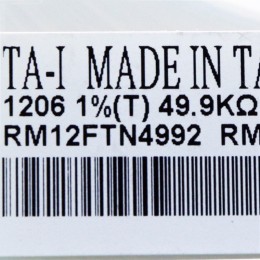 TA-I MADE IN TA
1206 1%(T) 49.9KΩ
RM12FTN4992 RM